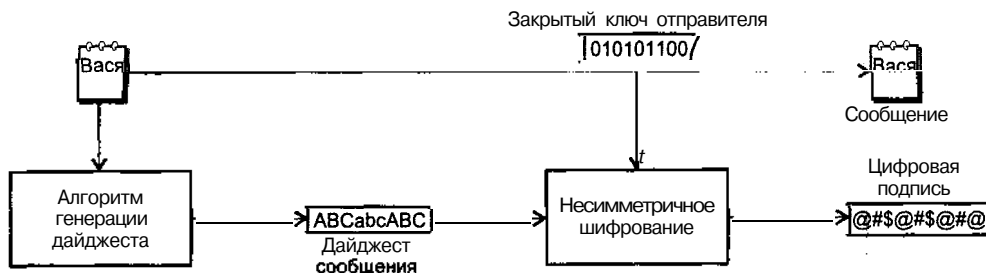 Закрытый ключ отправителя
010101100
Вася
Вася
Сообщение
Алгоритм
генерации
дайджеста
ABCabcABC
Дайджест
сообщения
Несимметричное
шифрование
Цифровая
подпись
@#$@#$@#@